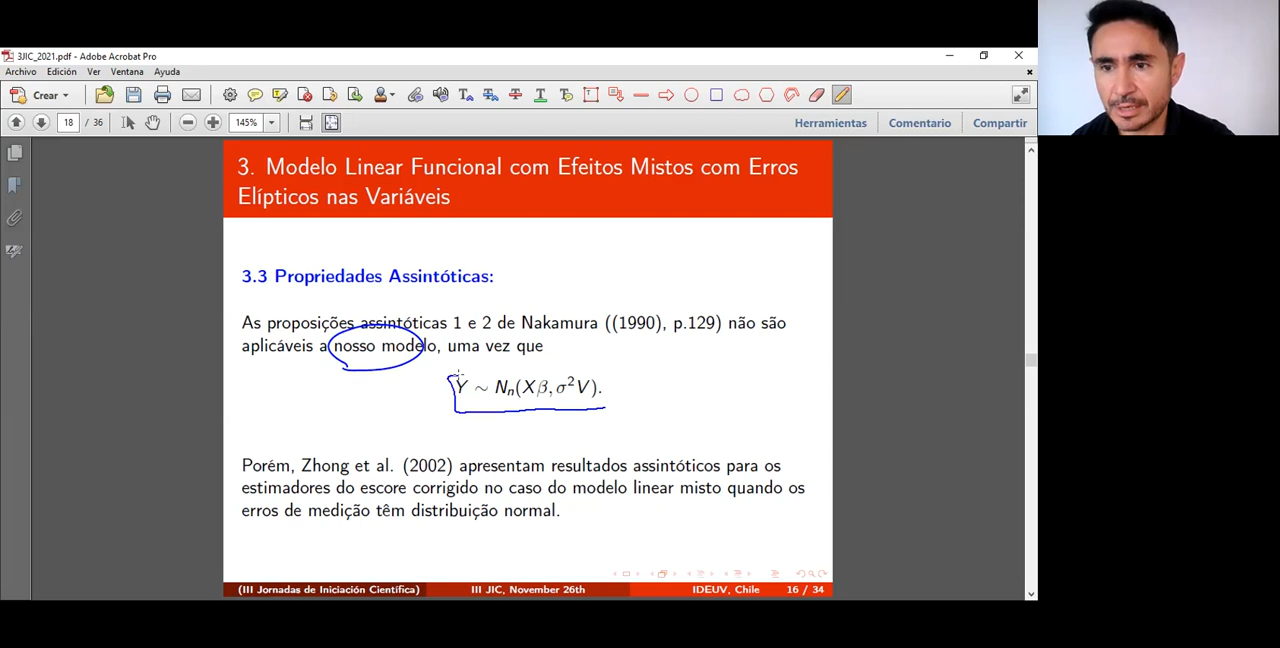 3JIC_2021.pdf - Adobe Acrobat Pro
Archivo Edición Ver Ventana Ayuda
Crear
18 / 36 145% Herramientas Comentario Compartir
3. Modelo Linear Funcional com Efeitos Mistos com Erros
Elípticos nas Variáveis
3.3 Propriedades Assintóticas:
As proposições assintóticas 1 e 2 de Nakamura ((1990), p.129) não são
aplicáveis a nosso modelo, uma vez que
Y ∼ Nₙ(Xβ, σ²V).
Porém, Zhong et al. (2002) apresentam resultados assintóticos para os
estimadores do escore corrigido no caso do modelo linear misto quando os
erros de medição têm distribuição normal.
(III Jornadas de Iniciación Científica) III JIC, November 26th IDEUV, Chile 16 / 34